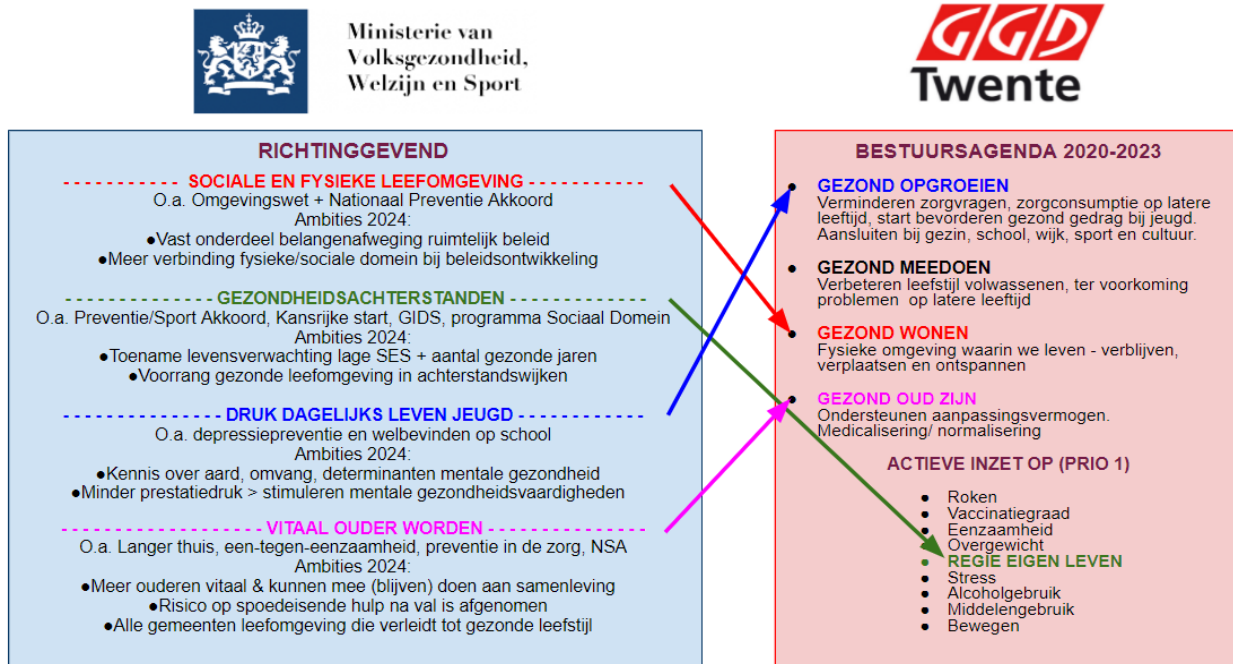 Ministerie van
Volksgezondheid,
Welzijn en Sport
GGD
Twente
RICHTINGGEVEND
- - - - - - - - - - - - - - SOCIALE EN FYSIEKE LEEFOMGEVING - - - - - - - - - - -
O.a. Omgevingswet + Nationaal Preventie Akkoord
Ambities 2024:
●Vast onderdeel belangenafweging ruimtelijk beleid
●Meer verbinding fysieke/sociale domein bij beleidsontwikkeling
- - - - - - - - - - - - - - - - - GEZONDHEIDSACHTERSTANDEN - - - - - - - - - - - - -
O.a. Preventie/Sport Akkoord, Kansrijke start, GIDS, programma Sociaal Domein
Ambities 2024:
●Toename levensverwachting lage SES + aantal gezonde jaren
●Voorrang gezonde leefomgeving in achterstandswijken
- - - - - - - - - - - - - - - DRUK DAGELIJKS LEVEN JEUGD - - - - - - - - - - - -
O.a. depressiepreventie en welbevinden op school
Ambities 2024:
●Kennis over aard, omvang, determinanten mentale gezondheid
●Minder prestatiedruk > stimuleren mentale gezondheidsvaardigheden
- - - - - - - - - - - - - - - - - - - VITAAL OUDER WORDEN - - - - - - - - - - - - - - -
O.a. Langer thuis, een-tegen-eenzaamheid, preventie in de zorg, NSA
Ambities 2024:
●Meer ouderen vitaal & kunnen mee (blijven) doen aan samenleving
●Risico op spoedeisende hulp na val is afgenomen
●Alle gemeenten leefomgeving die verleidt tot gezonde leefstijl
BESTUURSAGENDA 2020-2023
● GEZOND OPGROEIEN
Verminderen zorgvragen, zorgconsumptie op latere
leeftijd, start bevorderen gezond gedrag bij jeugd.
Aansluiten bij gezin, school, wijk, sport en cultuur.
● GEZOND MEEDOEN
Verbeteren leefstijl volwassenen, ter voorkoming
problemen op latere leeftijd
● GEZOND WONEN
Fysieke omgeving waarin we leven - verblijven,
verplaatsen en ontspannen
● GEZOND OUD ZIJN
Ondersteunen aanpassingsvermogen.
Medicalisering/ normalisering
ACTIEVE INZET OP (PRIO 1)
● Roken
● Vaccinatiegraad
● Eenzaamheid
● Overgewicht
● REGIE EIGEN LEVEN
● Stress
● Alcoholgebruik
● Middelengebruik
● Bewegen